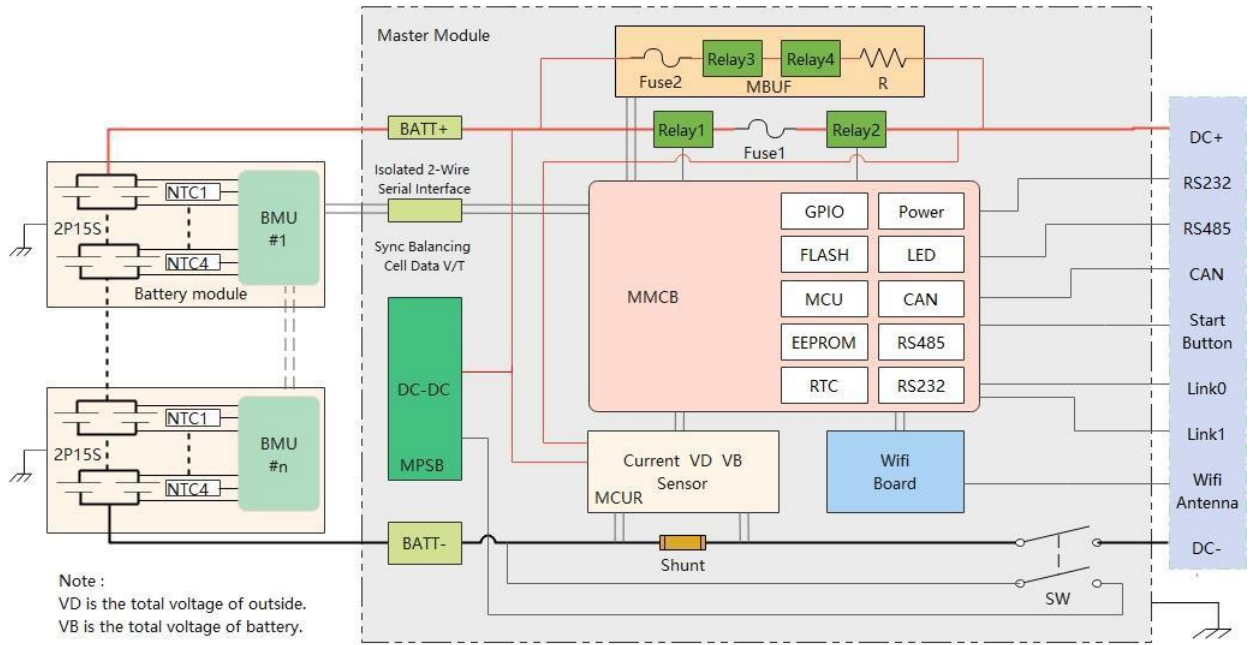 Master Module
Fuse2
Relay3
Relay4
R
MBUF
BATT+
Relay1
Fuse1
Relay2
DC+
RS232
RS485
CAN
Start
Button
Link0
Link1
Wifi
Antenna
DC-
Isolated 2-Wire
Serial Interface
Sync Balancing
Cell Data V/T
NTC1
2P15S
NTC4
BMU
#1
Battery module
NTC1
2P15S
NTC4
BMU
#n
MMCB
GPIO
Power
FLASH
LED
MCU
CAN
EEPROM
RS485
RTC
RS232
DC-DC
MPSB
Current VD VB
Sensor
MCUR
Wifi
Board
BATT-
Shunt
SW
Note :
VD is the total voltage of outside.
VB is the total voltage of battery.